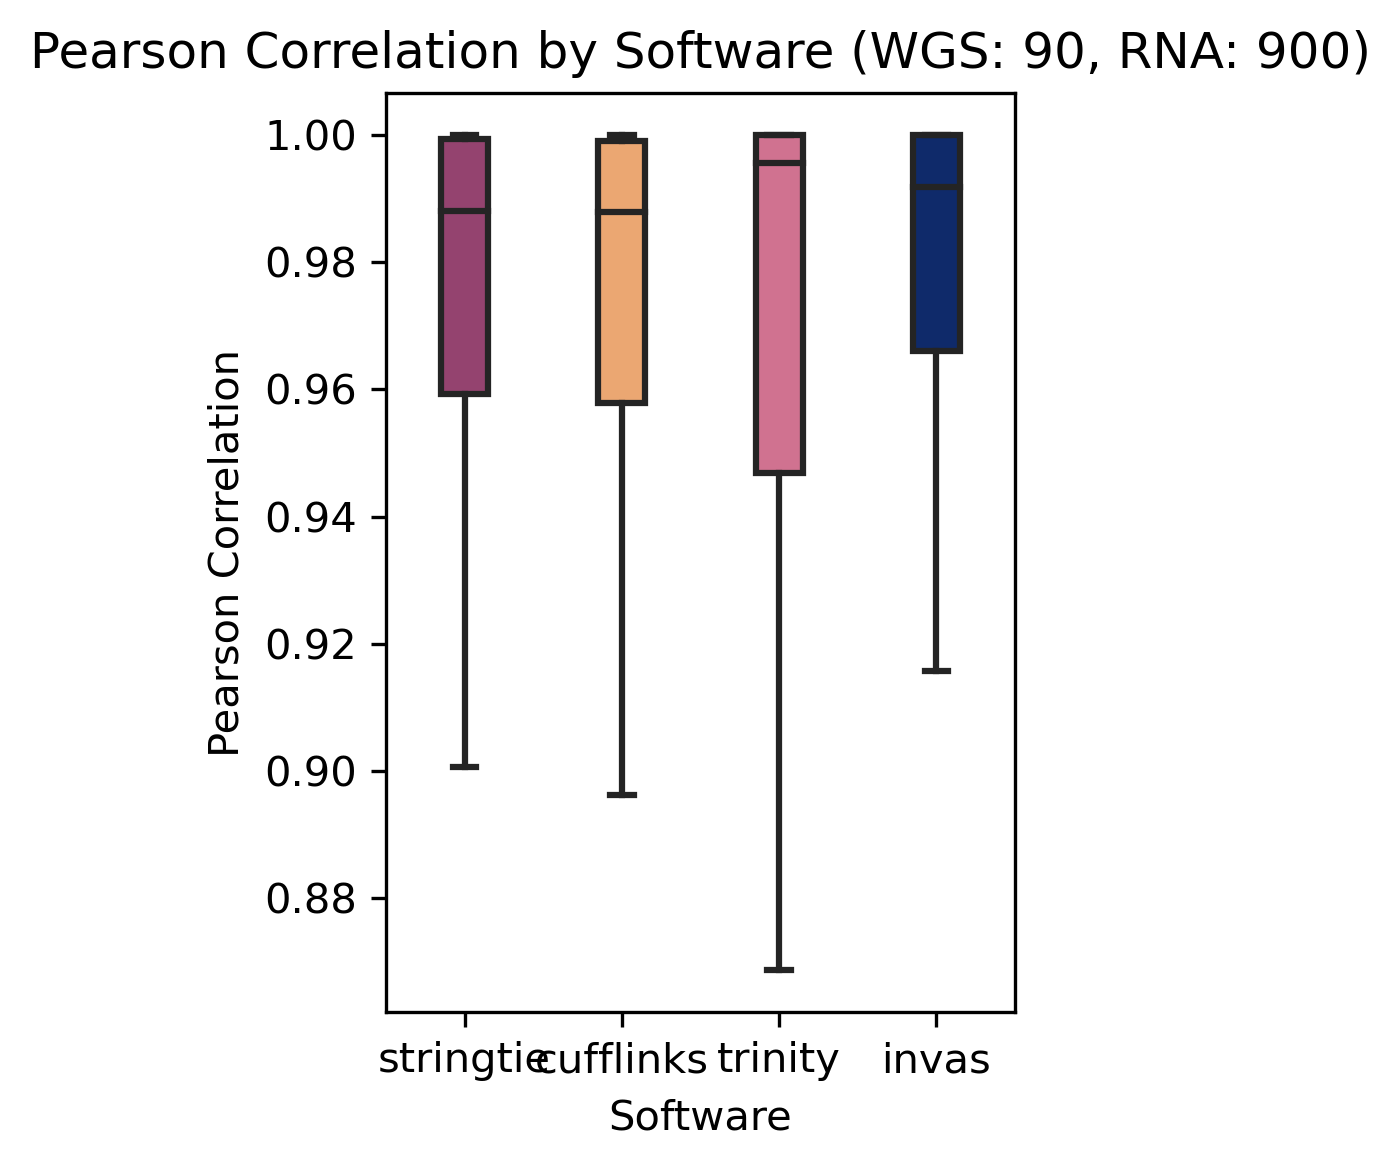 Pearson Correlation by Software (WGS: 90, RNA: 900)
Pearson Correlation
1.00
0.98
0.96
0.94
0.92
0.90
0.88
stringtie cufflinks trinity invas
Software